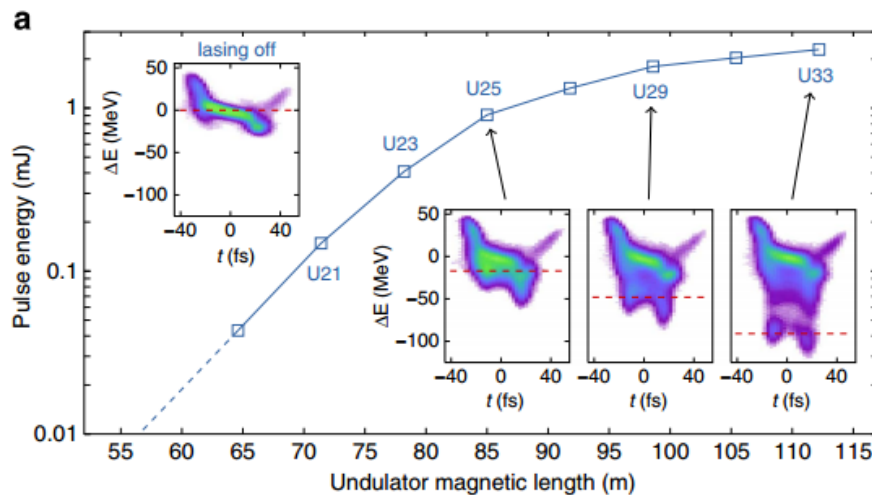 a
Pulse energy (mJ)
1
0.1
0.01
lasing off
ΔE (MeV)
50
0
−50
−100
−40 0 40
t (fs)
U21
U23
U25
U29
U33
ΔE (MeV)
50
0
−50
−100
−40 0 40
t (fs)
−40 0 40
t (fs)
−40 0 40
t (fs)
55 60 65 70 75 80 85 90 95 100 105 110 115
Undulator magnetic length (m)